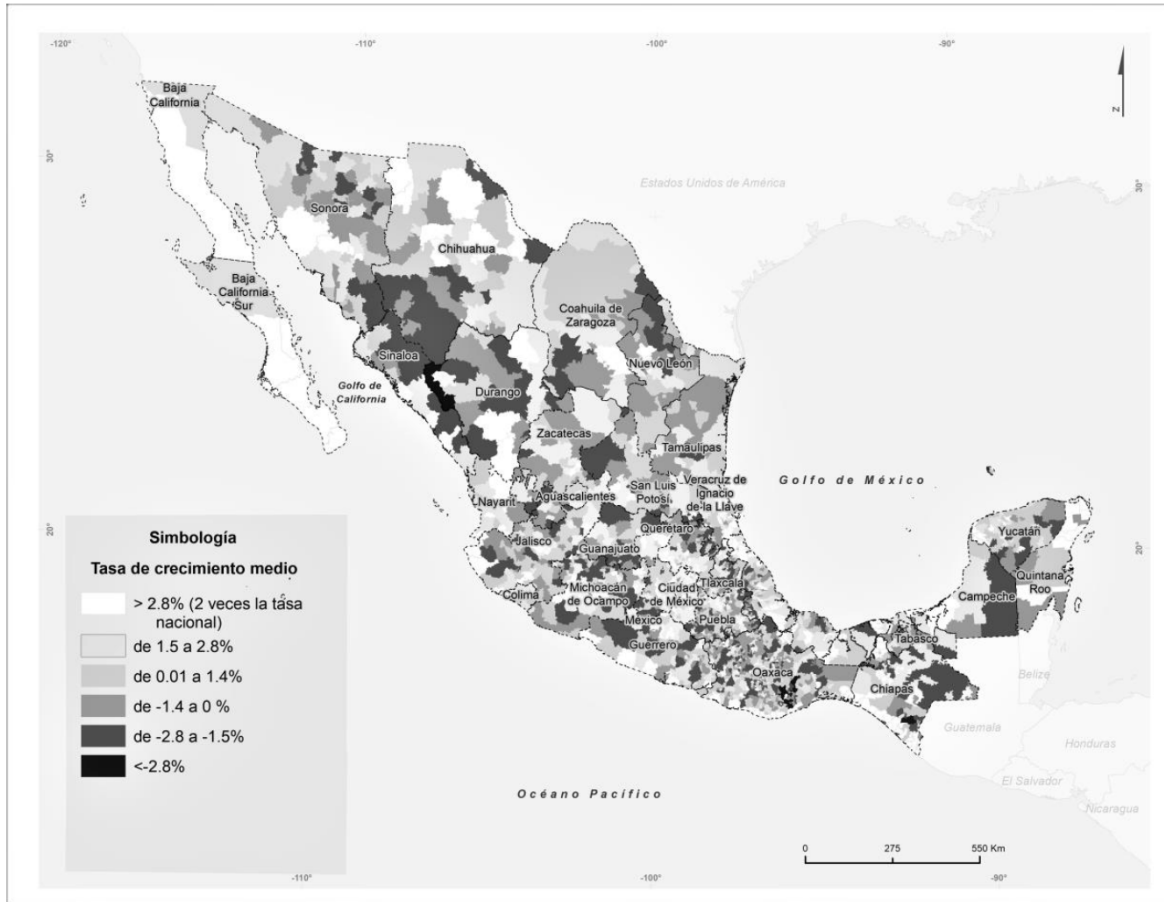 -120°
-110°
-100°
-90°
Baja
California
N
30°
30°
Estados Unidos de América
Sonora
Chihuahua
Baja
California
Sur
Coahuila de
Zaragoza
Sinaloa
Nuevo León
Golfo de
California
Durango
Zacatecas
Tamaulipas
Golfo de México
San Luis
Potosí
Veracruz de
Ignacio
de la Llave
Nayarit
Aguascalientes
20°
20°
Querétaro
Yucatán
Jalisco
Guanajuato
Quintana
Roo
Michoacán
de Ocampo
Ciudad
de México
Tlaxcala
Colima
Campeche
México
Puebla
Tabasco
Guerrero
Oaxaca
Chiapas
Belize
Guatemala
Honduras
El Salvador
Nicaragua
Océano Pacífico
Simbología
Tasa de crecimiento medio
> 2.8% (2 veces la tasa
nacional)
de 1.5 a 2.8%
de 0.01 a 1.4%
de -1.4 a 0 %
de -2.8 a -1.5%
<-2.8%
0 275 550 Km
-110°
-100°
-90°